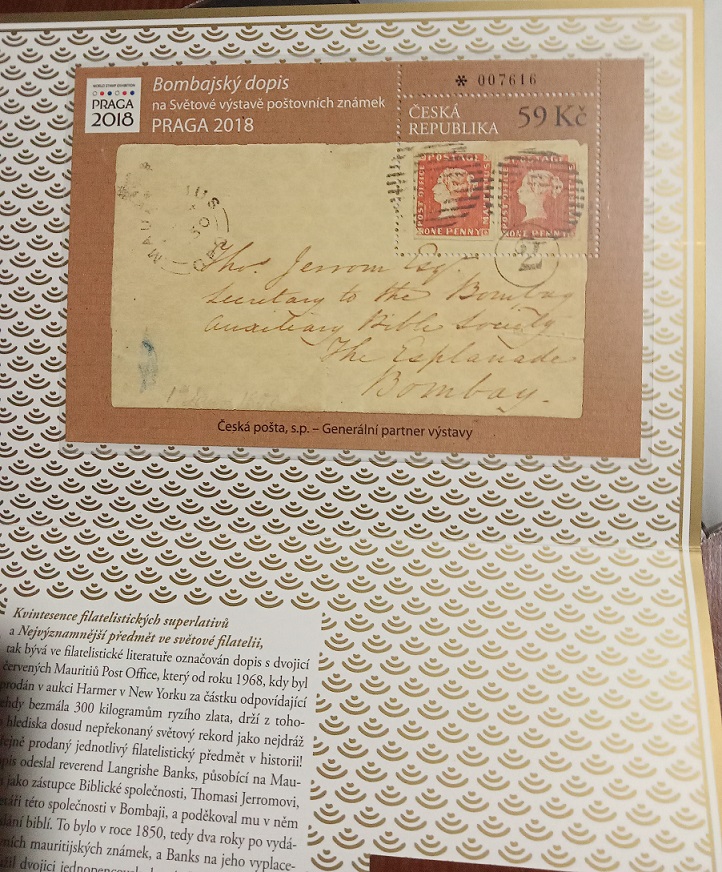 WORLD STAMP EXHIBITION
PRAGA
2018
Bombajský dopis
na Světové výstavě poštovních známek
PRAGA 2018
* 007616
ČESKÁ
REPUBLIKA
59 Kč
POSTAGE
POST OFFICE
ONE PENNY
POST OFFICE
ONE PENNY
Thos. Jerrom Esq.
Secretary to the Bombay
Auxiliary Bible Society
The Esplanade
Bombay.
Česká pošta, s.p. – Generální partner výstavy
Kvintesence filatelistických superlativů
a Nejvýznamnější předmět ve světové filatelii,
tak bývá ve filatelistické literatuře označován dopis s dvojicí
červených Mauritiů Post Office, který od roku 1968, kdy byl
prodán v aukci Harmer v New Yorku za částku odpovídající
tehdy bezmála 300 kilogramům ryzího zlata, drží z toho-
hlediska dosud nepřekonaný světový rekord jako nejdráž
prodaný jednotlivý filatelistický předmět v historii!
odeslal reverend Langrishe Banks, působící na Mau-
jako zástupce Biblické společnosti, Thomasi Jerromovi,
této společnosti v Bombaji, a poděkoval mu v něm
biblí. To bylo v roce 1850, tedy dva roky po vydá-
mauritijských známek, a Banks na jeho vyplace-
dvojici